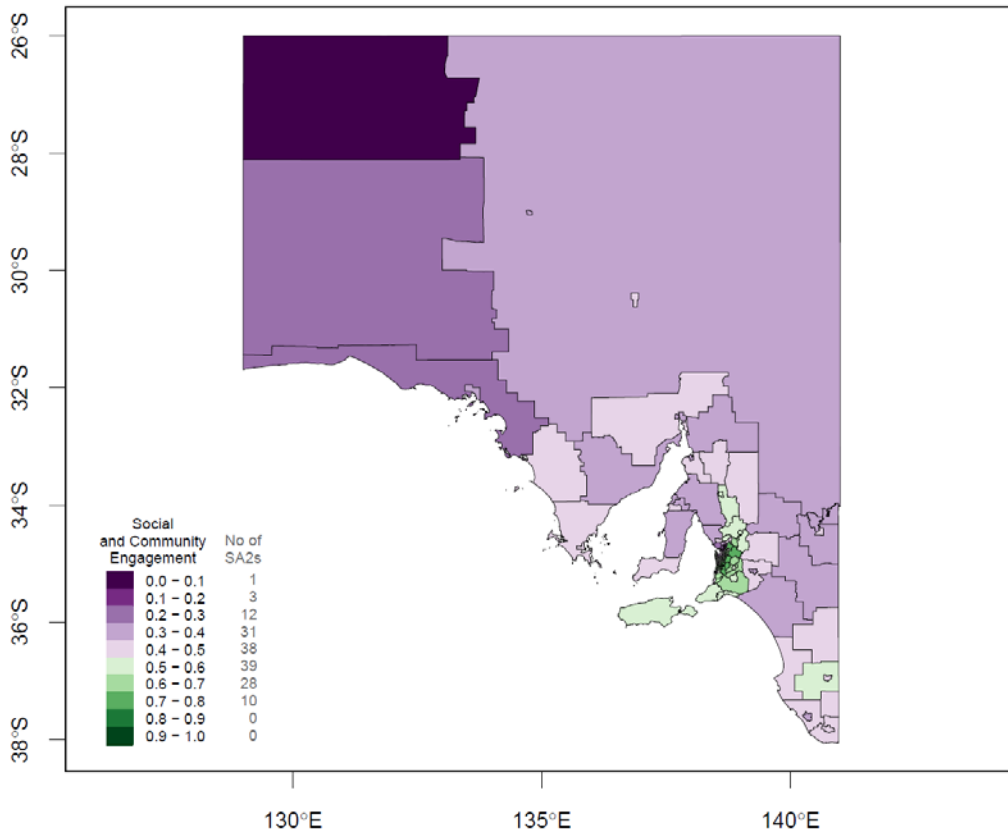 26°S
28°S
30°S
32°S
34°S
36°S
38°S
Social
and Community
Engagement
No of
SA2s
0.0 – 0.1 1
0.1 – 0.2 3
0.2 – 0.3 12
0.3 – 0.4 31
0.4 – 0.5 38
0.5 – 0.6 39
0.6 – 0.7 28
0.7 – 0.8 10
0.8 – 0.9 0
0.9 – 1.0 0
130°E 135°E 140°E